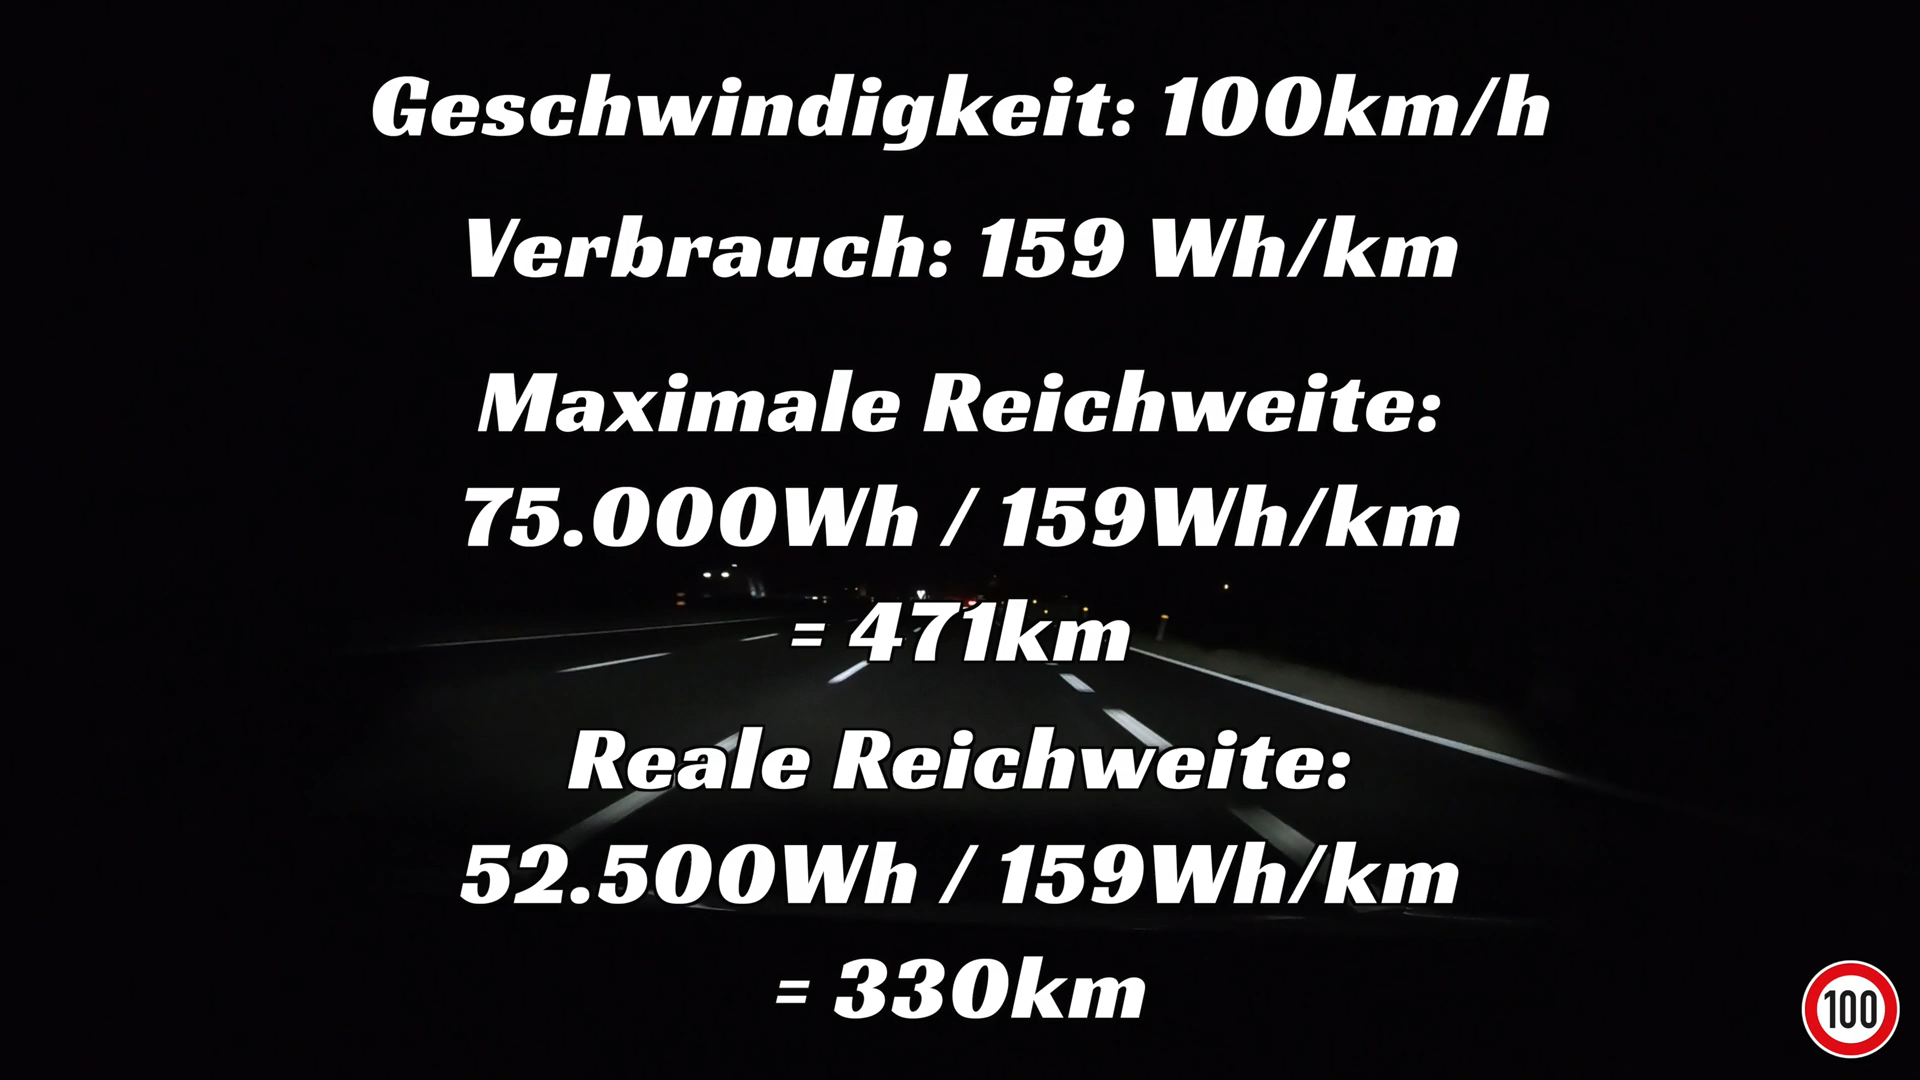 Geschwindigkeit: 100km/h
Verbrauch: 159 Wh/km
Maximale Reichweite:
75.000Wh / 159Wh/km
= 471km
Reale Reichweite:
52.500Wh / 159Wh/km
= 330km
100